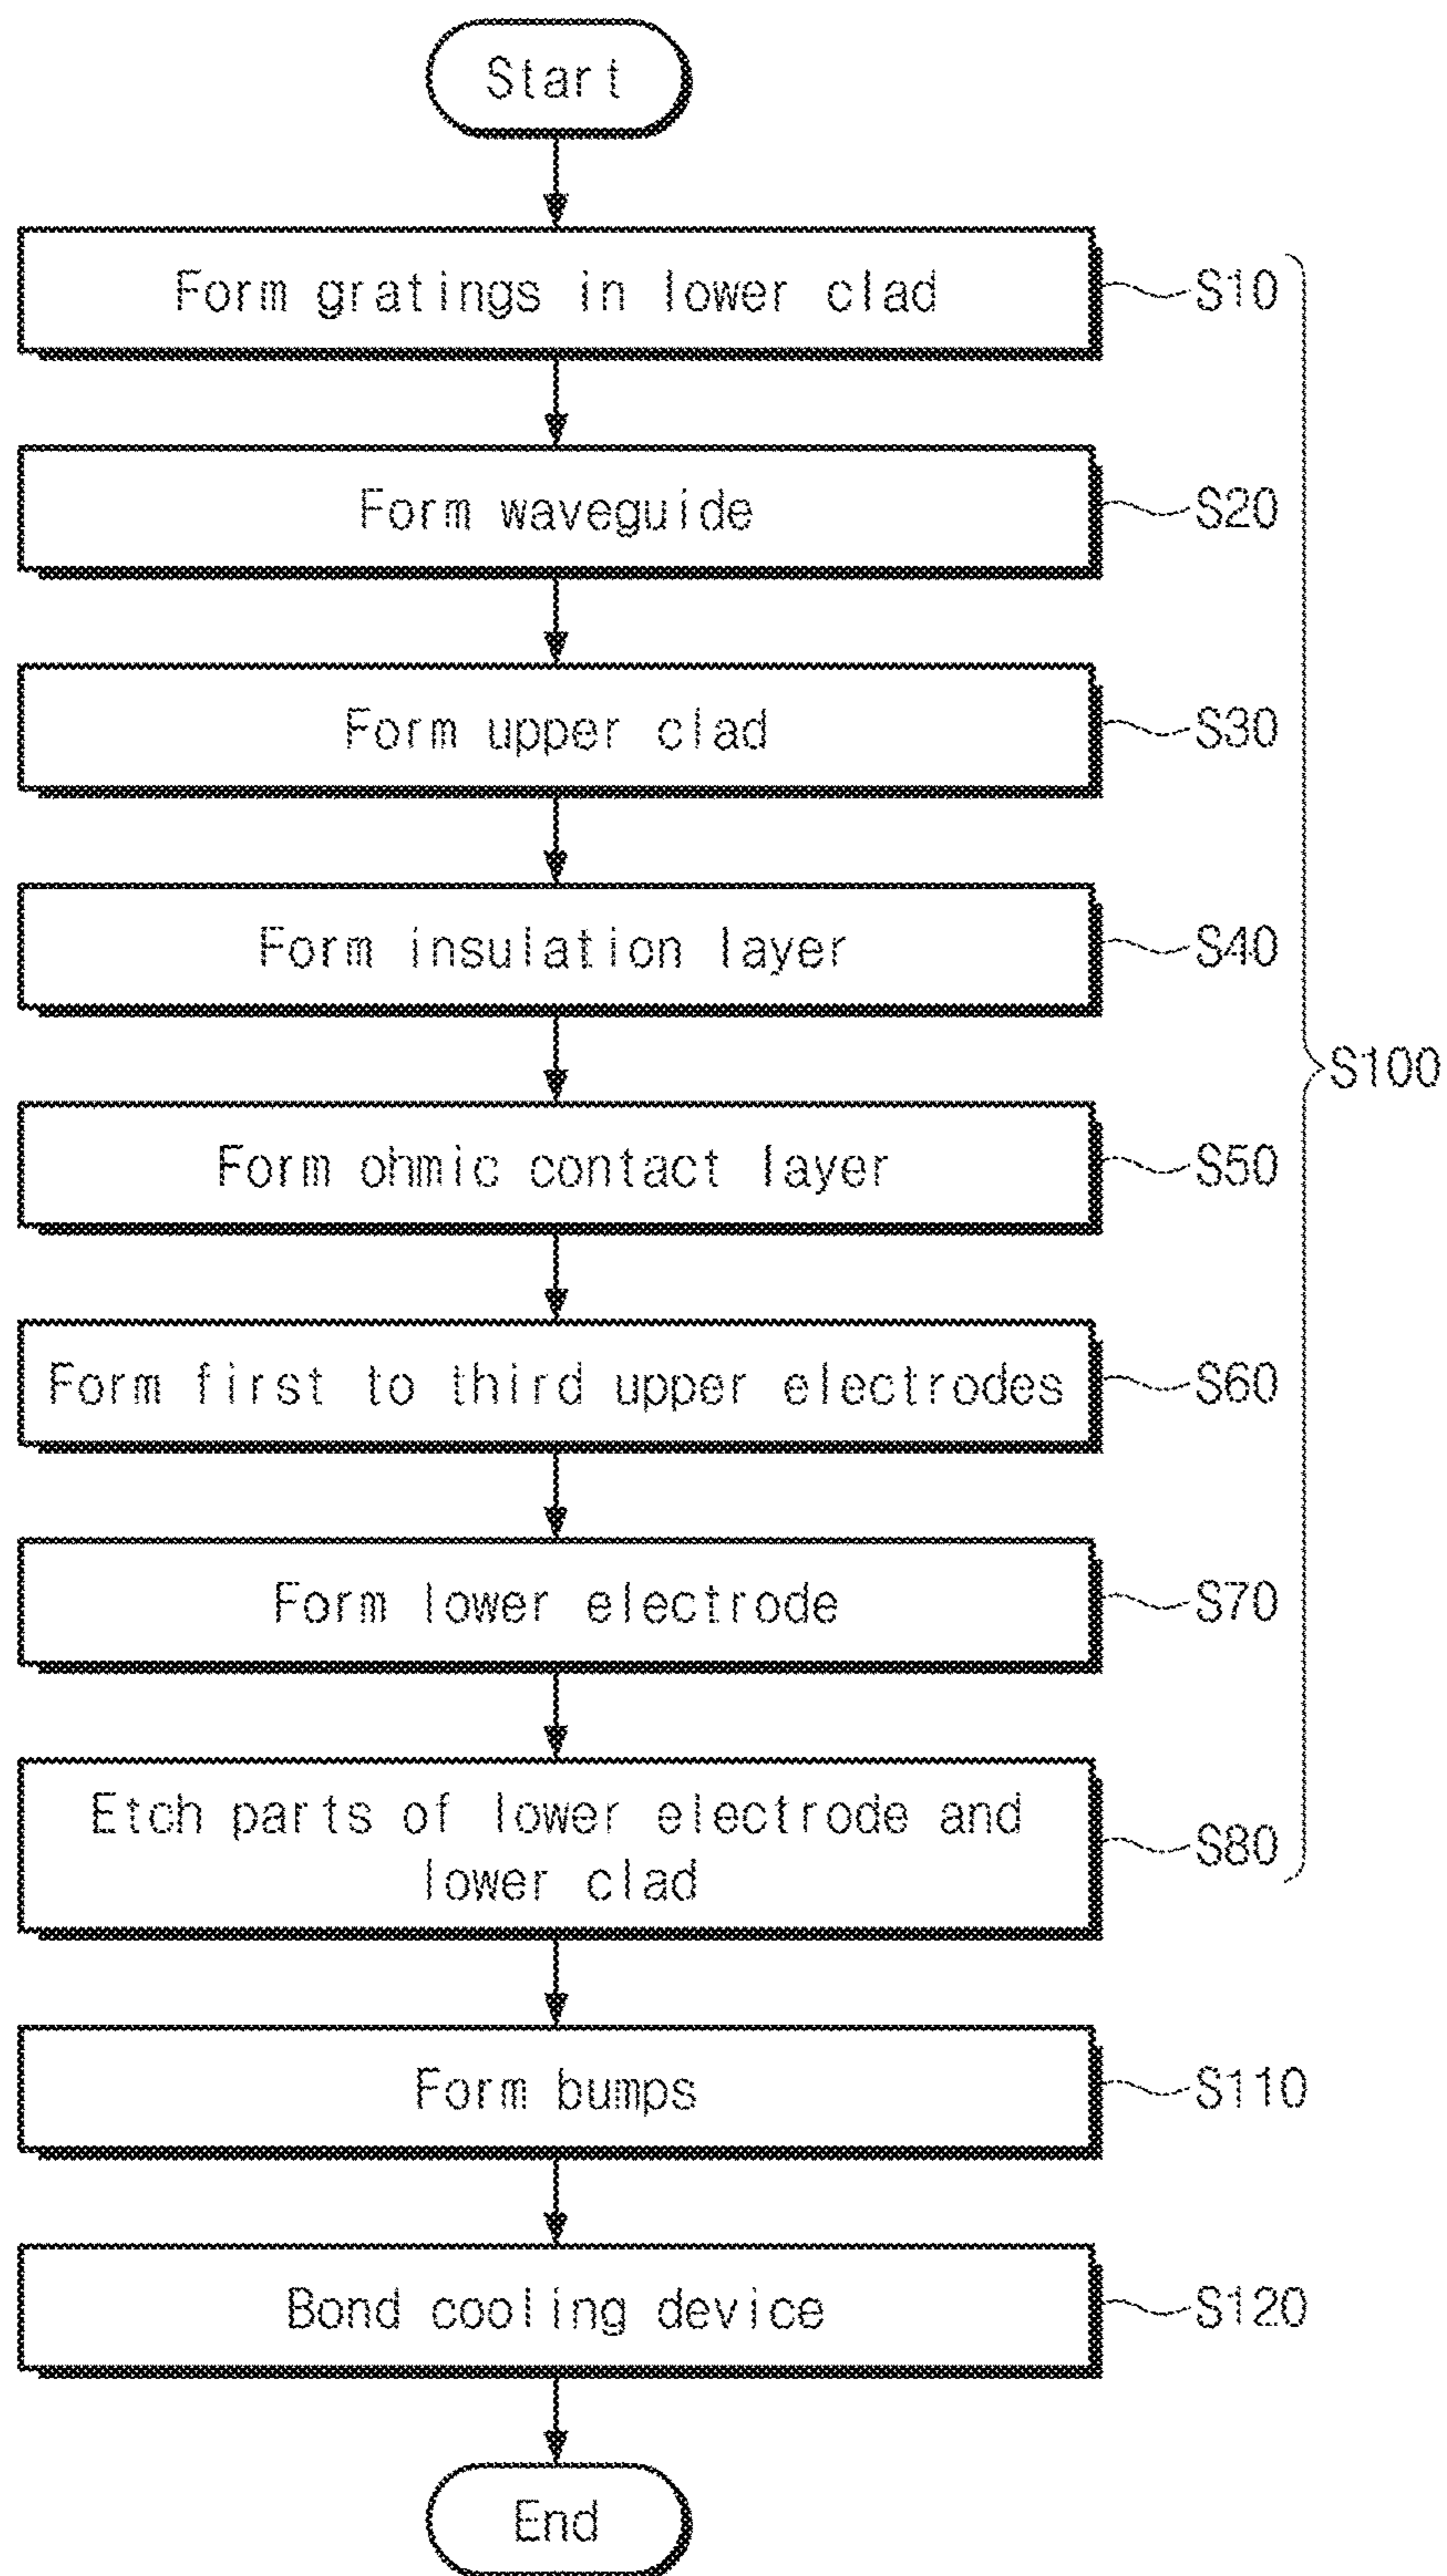 Start
Form gratings in lower clad
S10
Form waveguide
S20
Form upper clad
S30
Form insulation layer
S40
Form ohmic contact layer
S50
S100
Form first to third upper electrodes
S60
Form lower electrode
S70
Etch parts of lower electrode and
lower clad
S80
Form bumps
S110
Bond cooling device
S120
End